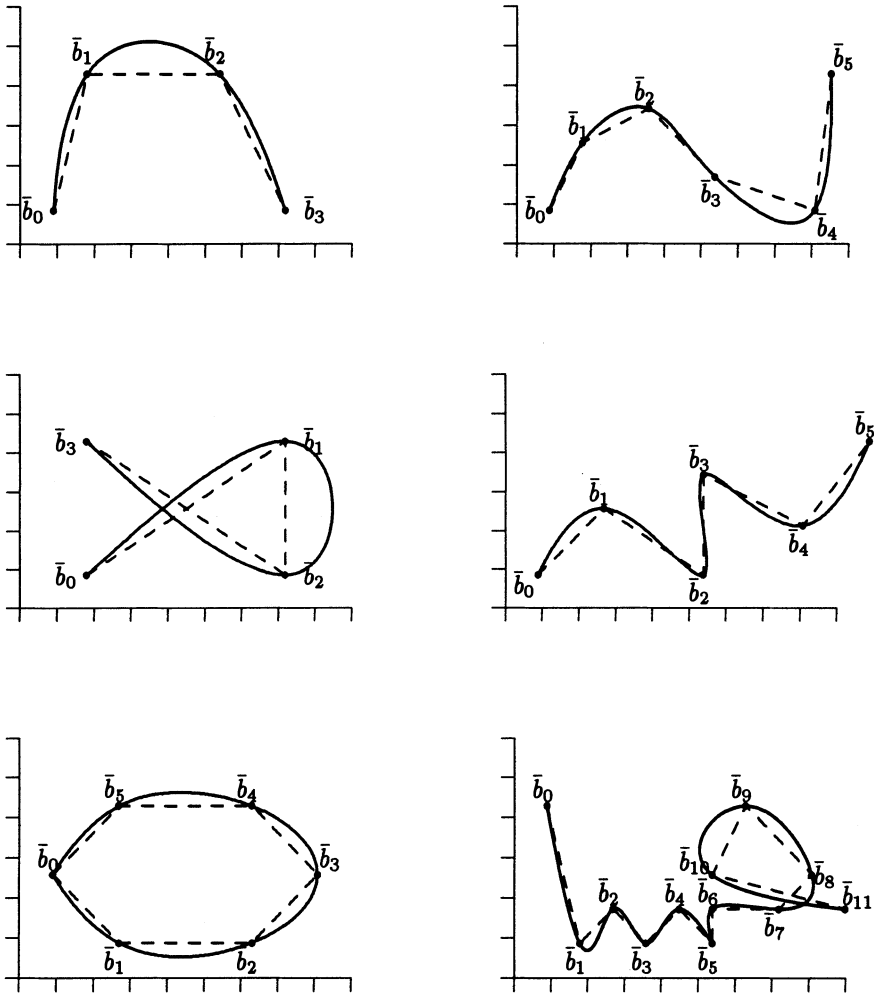 b̄₁ b̄₂
b̄₀ b̄₃
b̄₅
b̄₂
b̄₁
b̄₃
b̄₀ b̄₄
b̄₃ b̄₁
b̄₀ b̄₂
b̄₅
b̄₃
b̄₁
b̄₄
b̄₀ b̄₂
b̄₅ b̄₄
b̄₀ b̄₃
b̄₁ b̄₂
b̄₀ b̄₉
b̄₁₀ b̄₈
b̄₂ b̄₄ b̄₆ b̄₁₁
b̄₇
b̄₁ b̄₃ b̄₅